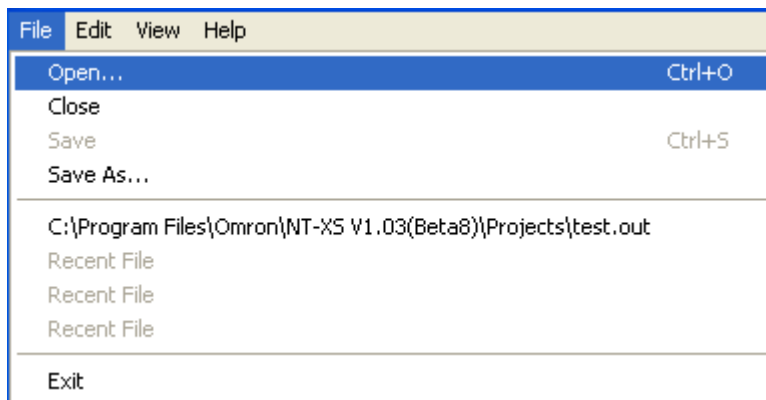 File Edit View Help
Open... Ctrl+O
Close
Save Ctrl+S
Save As...
C:\Program Files\Omron\NT-XS V1.03(Beta8)\Projects\test.out
Recent File
Recent File
Recent File
Exit